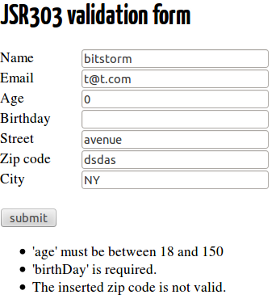 JSR303 validation form
Name bitstorm
Email t@t.com
Age 0
Birthday
Street avenue
Zip code dsdas
City NY
submit
• 'age' must be between 18 and 150
• 'birthDay' is required.
• The inserted zip code is not valid.